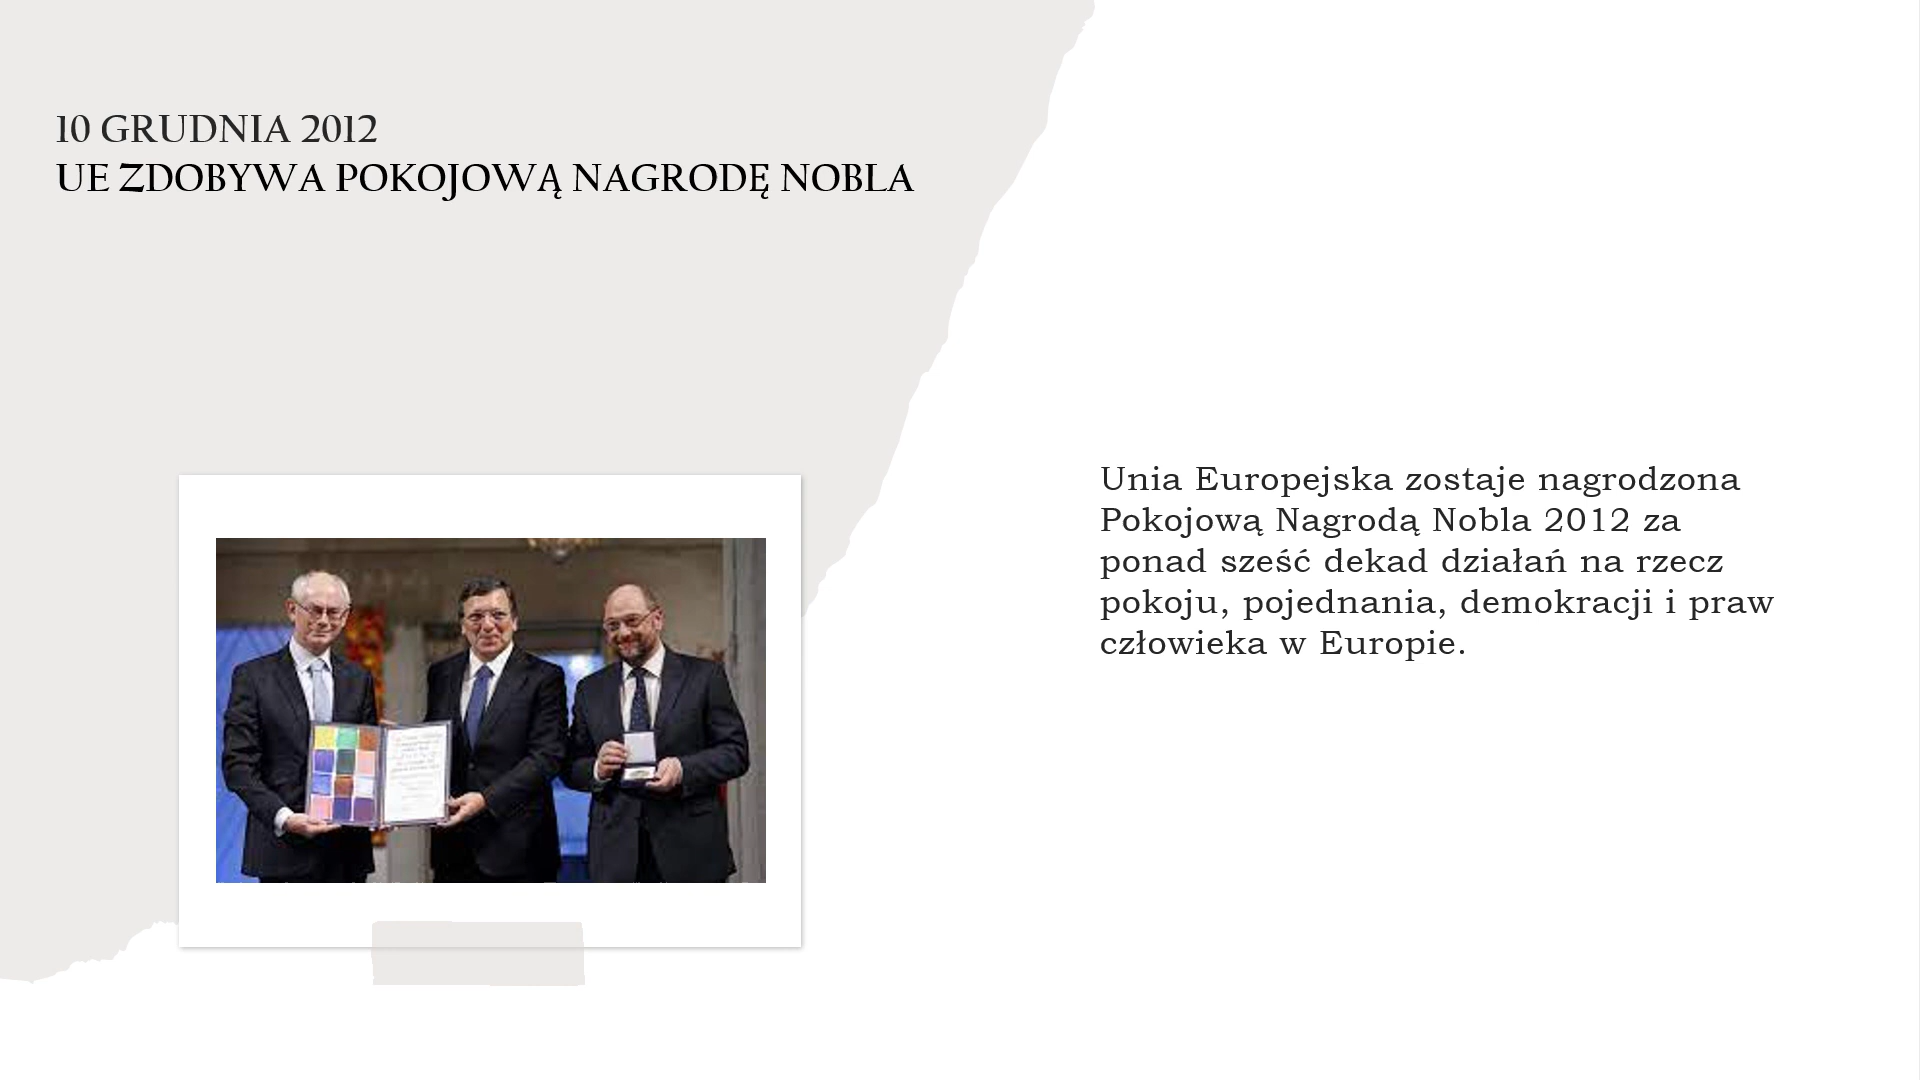 10 GRUDNIA 2012
UE ZDOBYWA POKOJOWĄ NAGRODĘ NOBLA
Unia Europejska zostaje nagrodzona
Pokojową Nagrodą Nobla 2012 za
ponad sześć dekad działań na rzecz
pokoju, pojednania, demokracji i praw
człowieka w Europie.